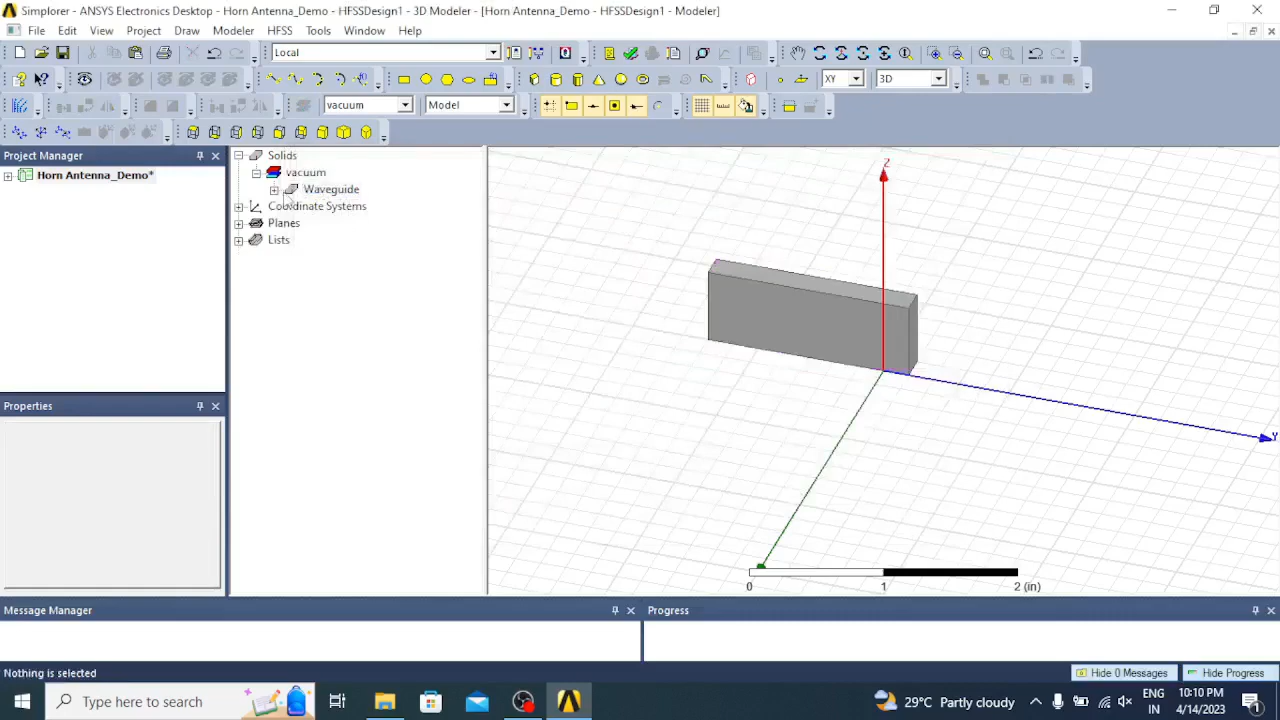 Simplorer - ANSYS Electronics Desktop - Horn Antenna_Demo - HFSSDesign1 - 3D Modeler - [Horn Antenna_Demo - HFSSDesign1 - Modeler]
File Edit View Project Draw Modeler HFSS Tools Window Help
Local
XY 3D
vacuum Model
Project Manager
Horn Antenna_Demo*
Solids
vacuum
Waveguide
Coordinate Systems
Planes
Lists
Z
Y
0 1 2 (in)
Properties
Message Manager
Progress
Nothing is selected
Hide 0 Messages
Hide Progress
Type here to search
29°C Partly cloudy
ENG
IN
10:10 PM
4/14/2023
1